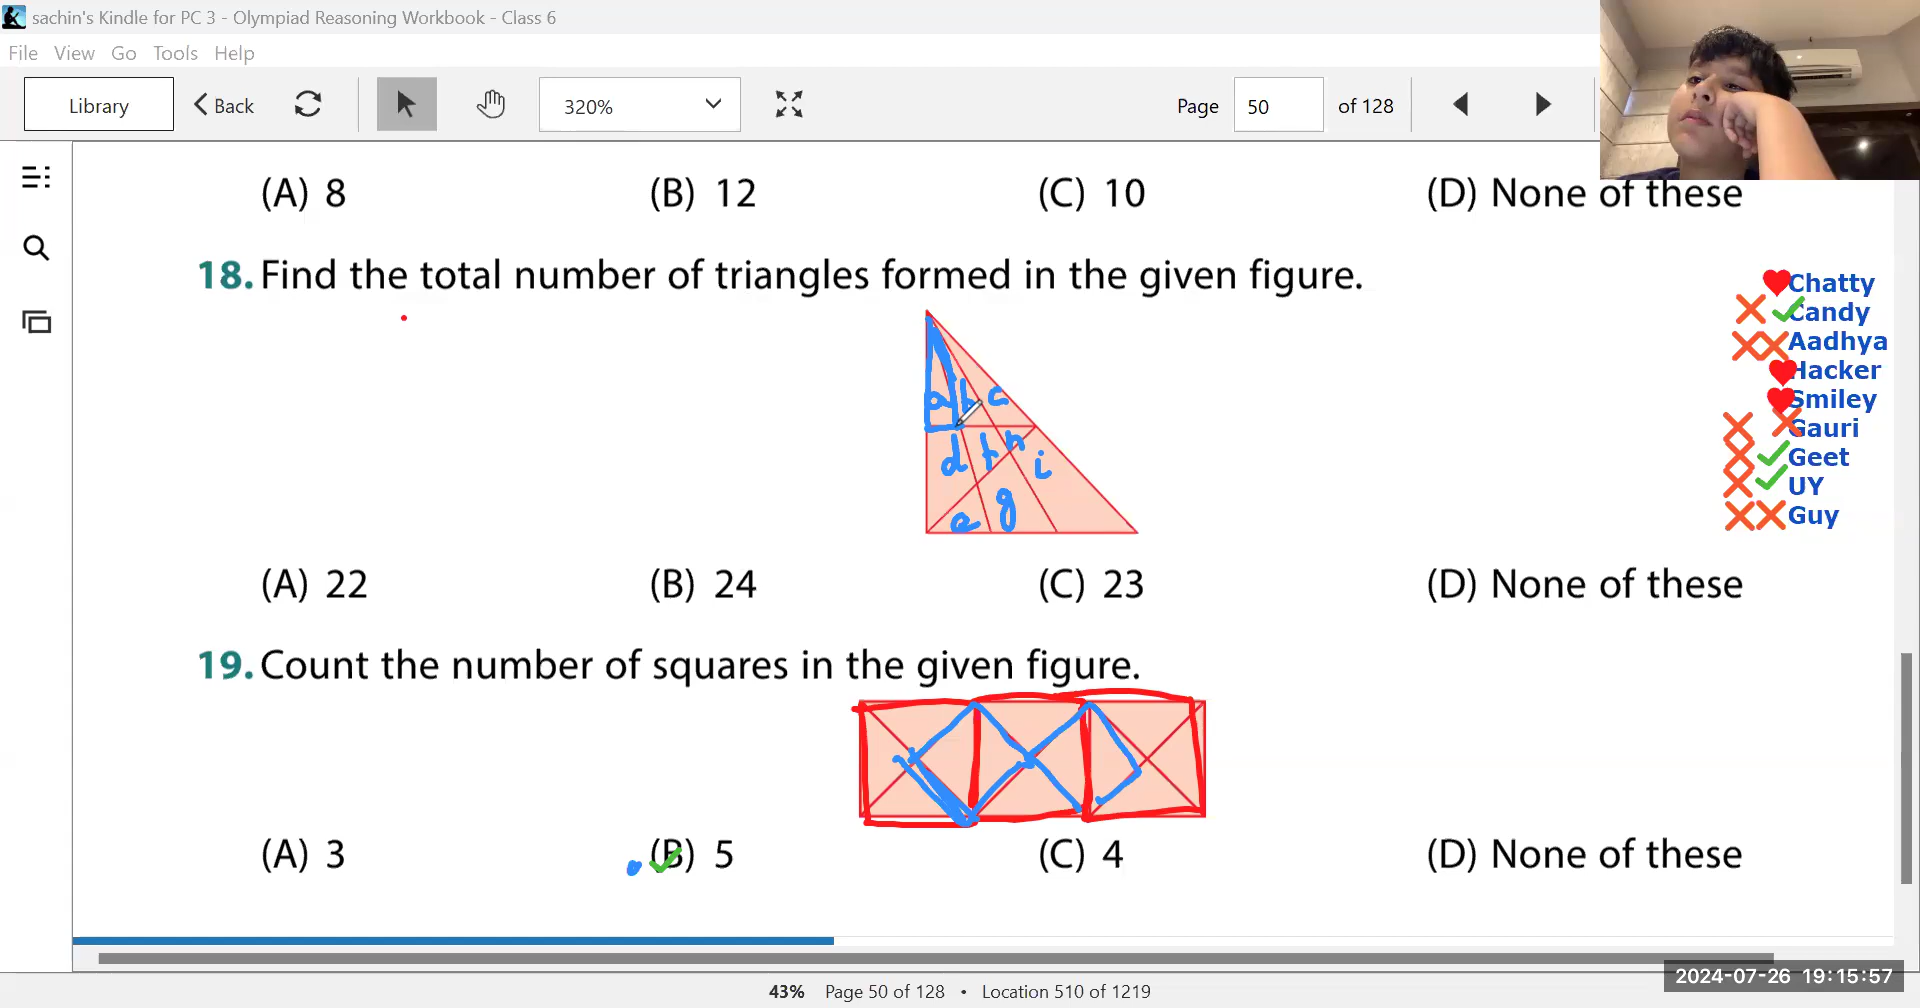 sachin's Kindle for PC 3 - Olympiad Reasoning Workbook - Class 6
File View Go Tools Help
Library Back 320% Page 50 of 128
(A) 8 (B) 12 (C) 10 (D) None of these
18. Find the total number of triangles formed in the given figure.
Chatty
Candy
Aadhya
Hacker
Smiley
Gauri
Geet
UY
Guy
a b c
d f h i
e g
(A) 22 (B) 24 (C) 23 (D) None of these
19. Count the number of squares in the given figure.
(A) 3 (B) 5 (C) 4 (D) None of these
2024-07-26 19:15:57
43% Page 50 of 128 • Location 510 of 1219